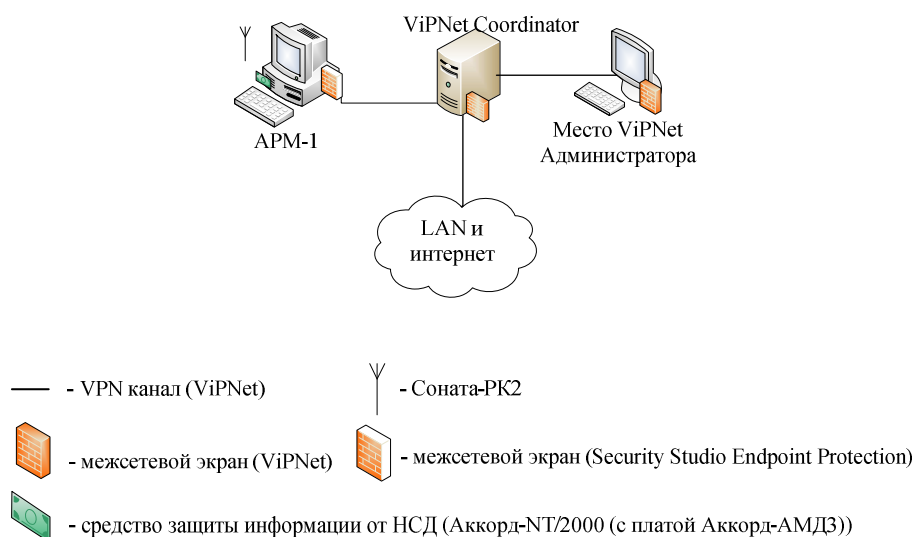 ViPNet Coordinator
АРМ-1
Место ViPNet
Администратора
LAN и
интернет
- VPN канал (ViPNet)
- Соната-РК2
- межсетевой экран (ViPNet)
- межсетевой экран (Security Studio Endpoint Protection)
- средство защиты информации от НСД (Аккорд-NT/2000 (с платой Аккорд-АМДЗ))